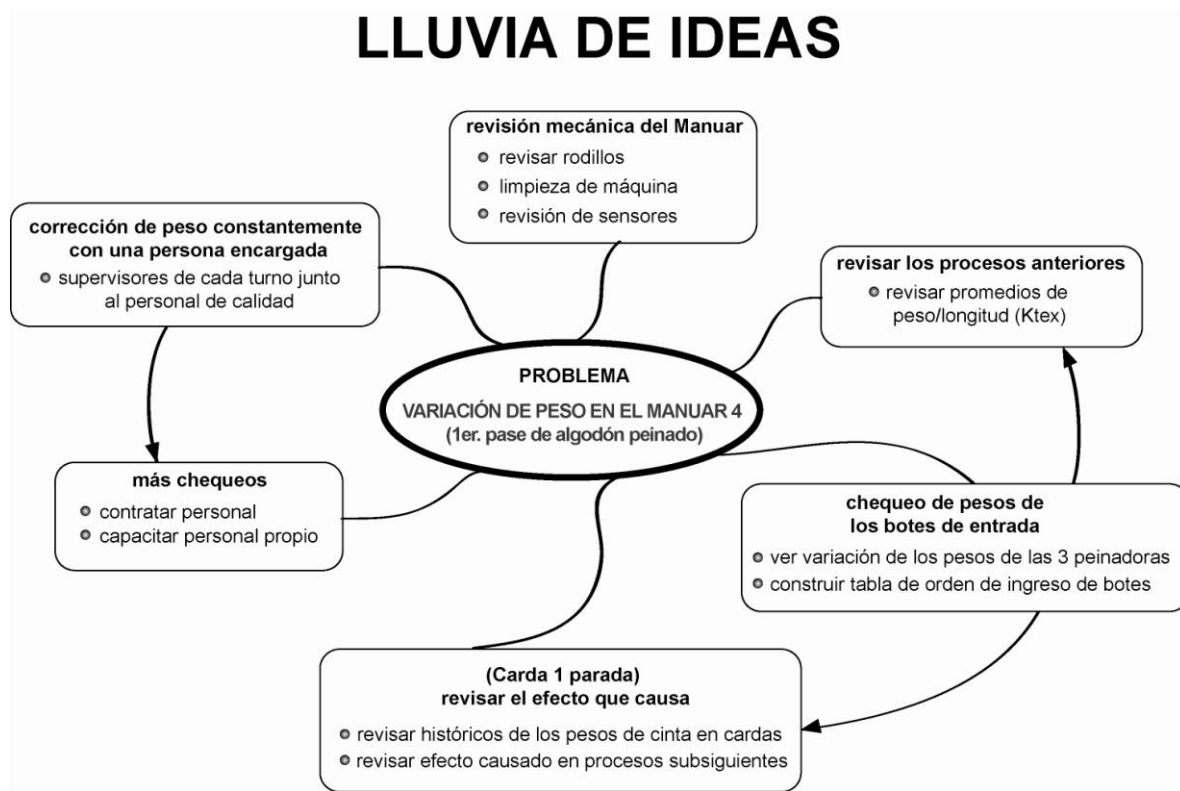 LLUVIA DE IDEAS
revisión mecánica del Manuar
revisar rodillos
limpieza de máquina
revisión de sensores
corrección de peso constantemente
con una persona encargada
supervisores de cada turno junto
al personal de calidad
revisar los procesos anteriores
revisar promedios de
peso/longitud (Ktex)
PROBLEMA
VARIACIÓN DE PESO EN EL MANUAR 4
(1er. pase de algodón peinado)
más chequeos
contratar personal
capacitar personal propio
chequeo de pesos de
los botes de entrada
ver variación de los pesos de las 3 peinadoras
construir tabla de orden de ingreso de botes
(Carda 1 parada)
revisar el efecto que causa
revisar históricos de los pesos de cinta en cardas
revisar efecto causado en procesos subsiguientes